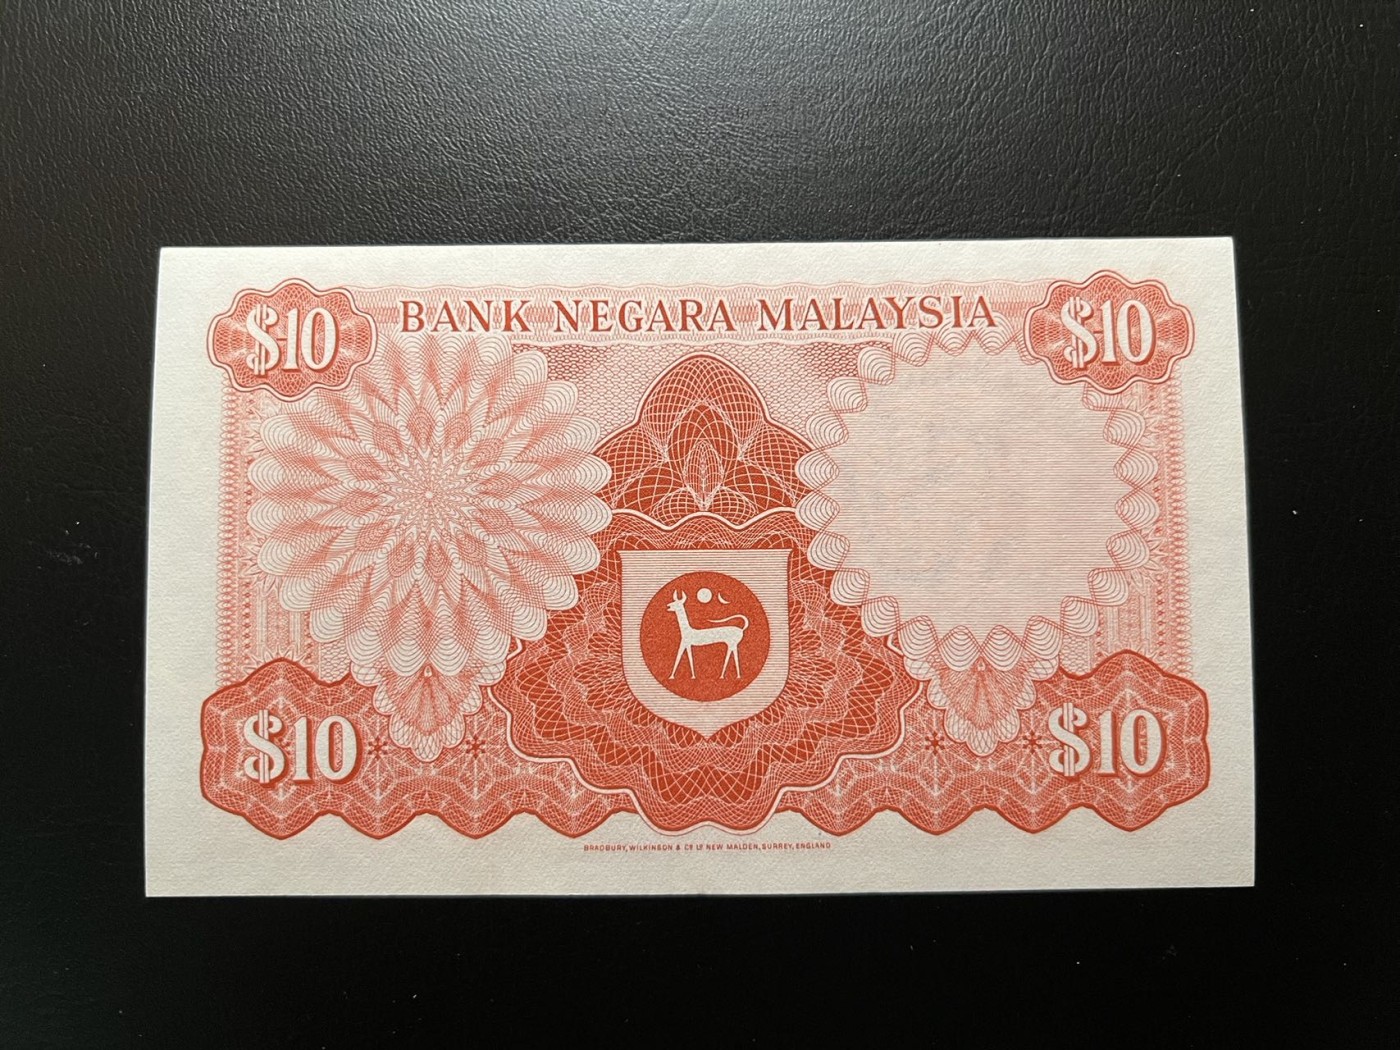 $10 BANK NEGARA MALAYSIA $10
$10 $10
BRADBURY, WILKINSON & Cº Lᴰ NEW MALDEN, SURREY, ENGLAND